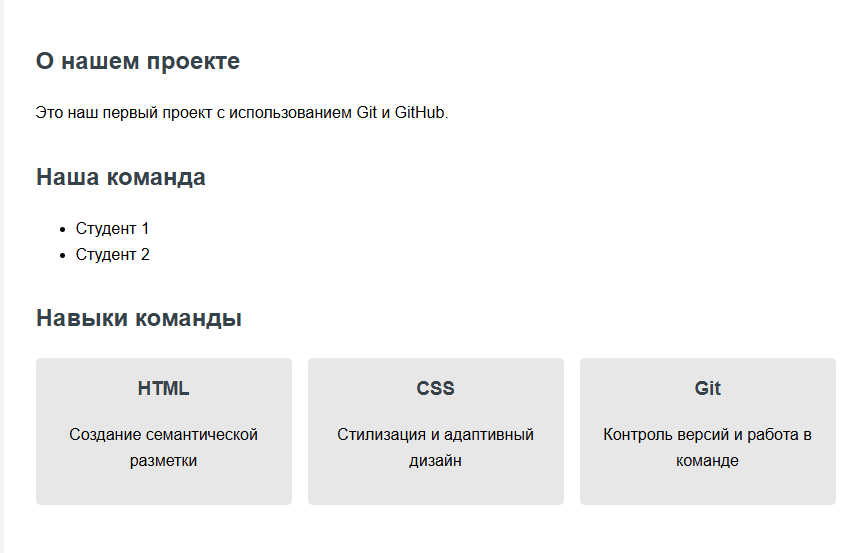 О нашем проекте
Это наш первый проект с использованием Git и GitHub.
Наша команда
Студент 1
Студент 2
Навыки команды
HTML
Создание семантической
разметки
CSS
Стилизация и адаптивный
дизайн
Git
Контроль версий и работа в
команде